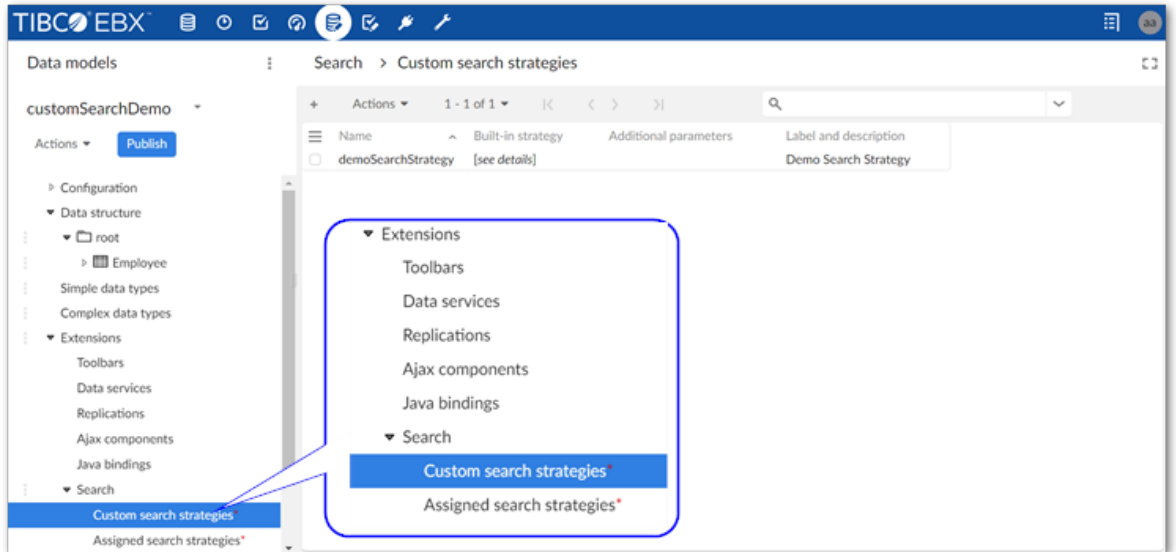 TIBCO EBX
aa
Data models
Search > Custom search strategies
customSearchDemo
Actions
Publish
+ Actions 1 - 1 of 1
Name Built-in strategy Additional parameters Label and description
demoSearchStrategy [see details] Demo Search Strategy
Configuration
Data structure
root
Employee
Simple data types
Complex data types
Extensions
Toolbars
Data services
Replications
Ajax components
Java bindings
Search
Custom search strategies*
Assigned search strategies*
Extensions
Toolbars
Data services
Replications
Ajax components
Java bindings
Search
Custom search strategies*
Assigned search strategies*